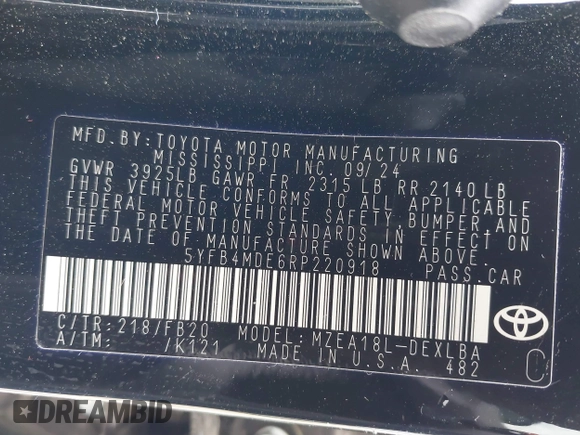 MFD.BY:TOYOTA MOTOR MANUFACTURING
MISSISSIPPI INC. 09/24
GVWR 3925LB GAWR FR 2315 LB RR 2140 LB
THIS VEHICLE CONFORMS TO ALL APPLICABLE
FEDERAL MOTOR VEHICLE SAFETY, BUMPER, AND
THEFT PREVENTION STANDARDS IN EFFECT ON
THE DATE OF MANUFACTURE SHOWN ABOVE.
5YFB4MDE6RP220918 PASS.CAR
C/TR:218/FB20 MODEL:MZEA18L-DEXLBA
A/TM: /K121 MADE IN U.S.A. 482
C
DREAMBID